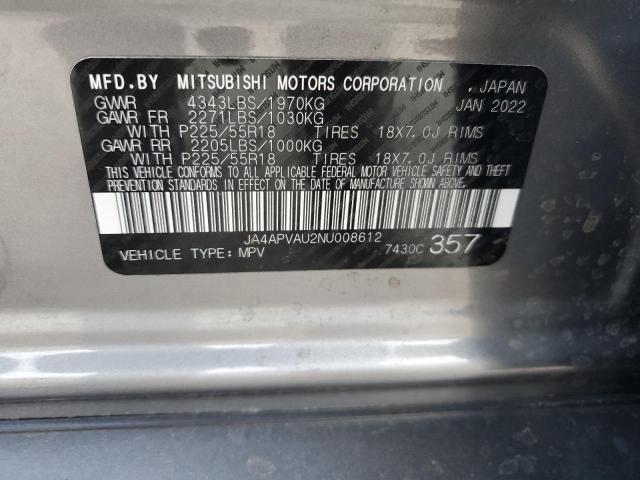 MFD.BY MITSUBISHI MOTORS CORPORATION , JAPAN
GVWR 4343LBS/1970KG JAN 2022
GAWR FR 2271LBS/1030KG
WITH P225/55R18 TIRES 18X7.0J RIMS
GAWR RR 2205LBS/1000KG
WITH P225/55R18 TIRES 18X7.0J RIMS
THIS VEHICLE CONFORMS TO ALL APPLICABLE FEDERAL MOTOR VEHICLE SAFETY AND THEFT
PREVENTION STANDARDS IN EFFECT ON THE DATE OF MANUFACTURE SHOWN ABOVE.
JA4APVAU2NU008612
VEHICLE TYPE: MPV 7430C 357